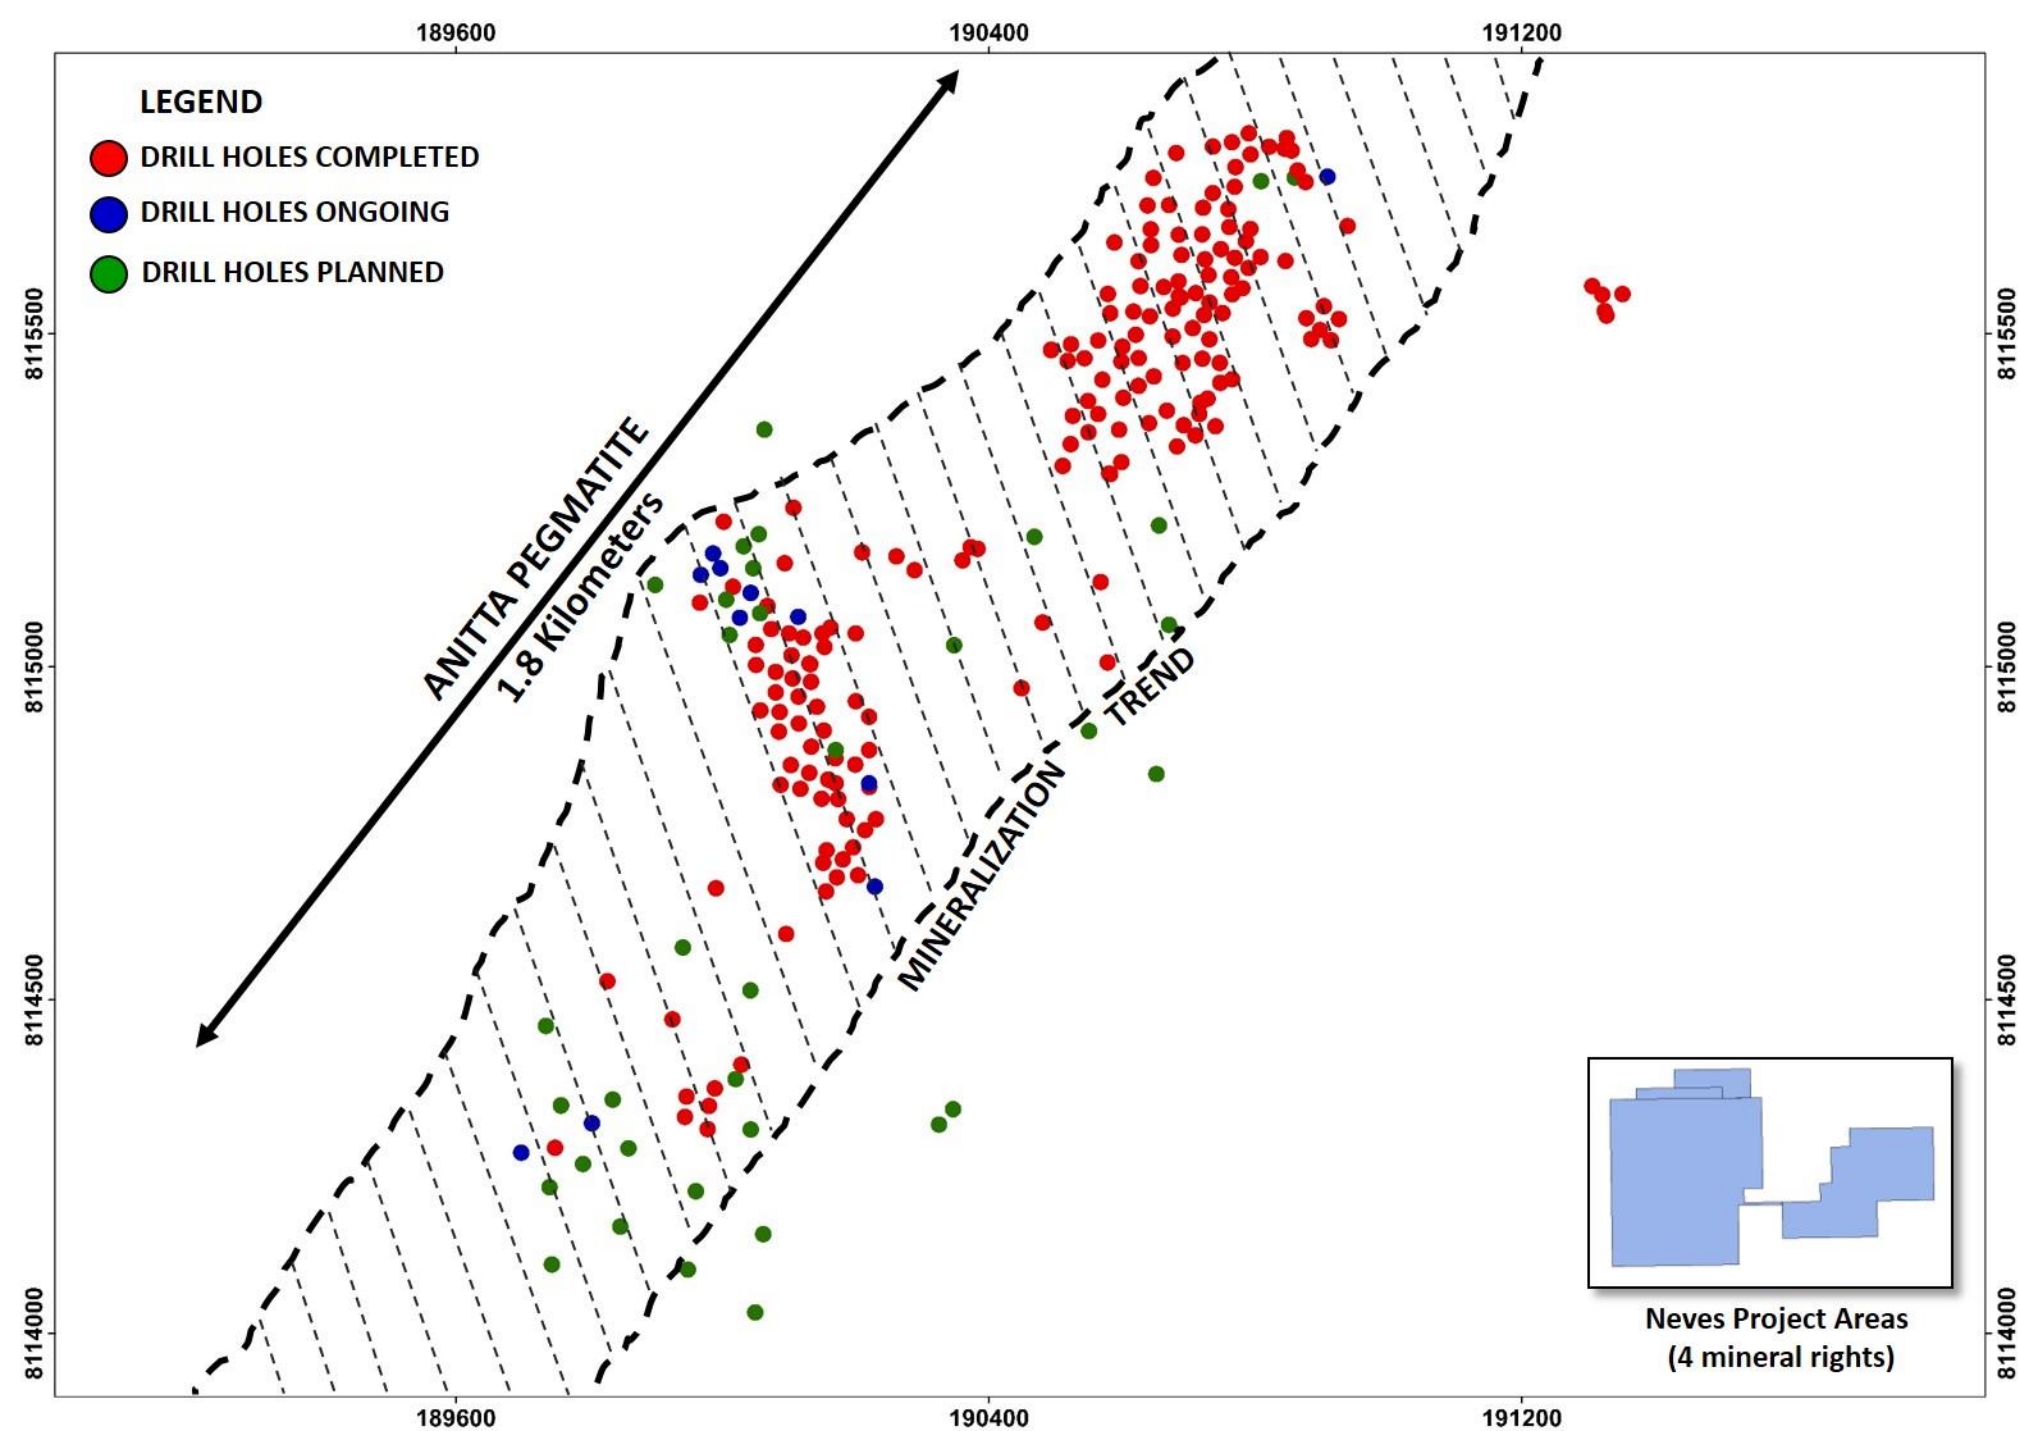 189600 190400 191200
LEGEND
DRILL HOLES COMPLETED
DRILL HOLES ONGOING
DRILL HOLES PLANNED
8115500
8115500
ANITTA PEGMATITE
1.8 Kilometers
8115000
8115000
TREND
MINERALIZATION
8114500
8114500
8114000
8114000
Neves Project Areas
(4 mineral rights)
189600 190400 191200